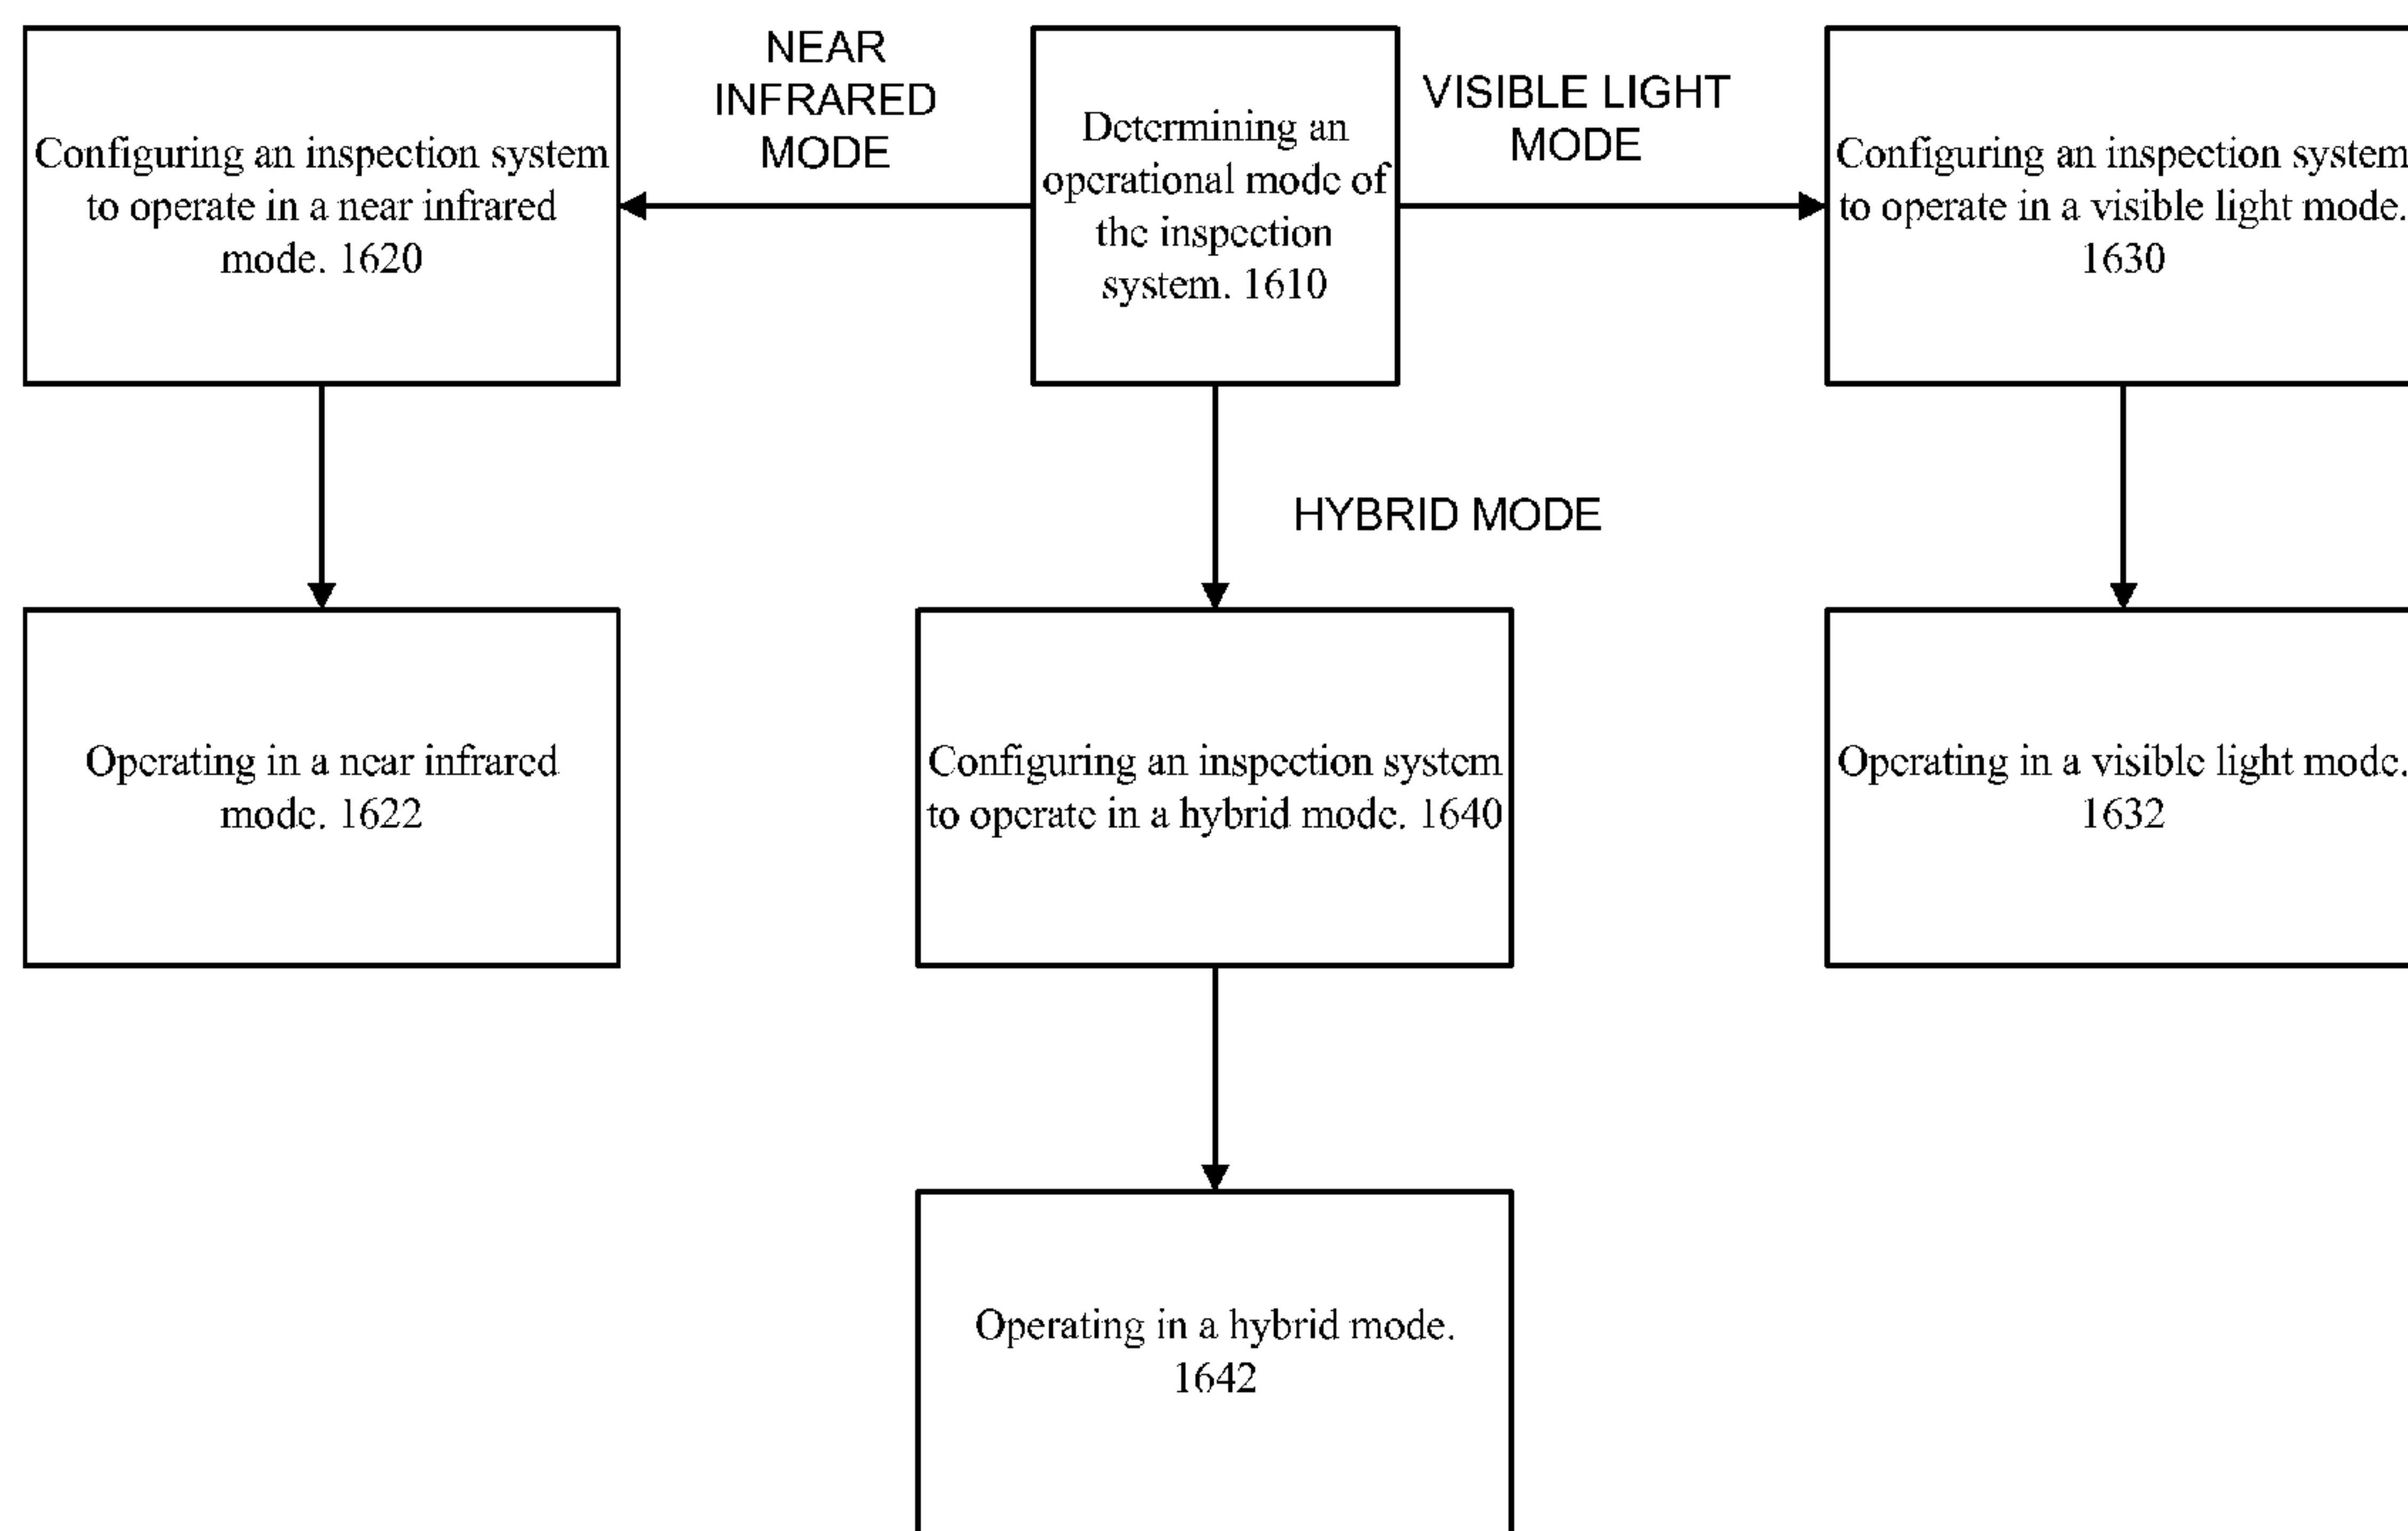 Configuring an inspection system
to operate in a near infrared
mode. 1620
NEAR
INFRARED
MODE
Determining an
operational mode of
the inspection
system. 1610
VISIBLE LIGHT
MODE
Configuring an inspection system
to operate in a visible light mode.
1630
HYBRID MODE
Operating in a near infrared
mode. 1622
Configuring an inspection system
to operate in a hybrid mode. 1640
Operating in a visible light mode.
1632
Operating in a hybrid mode.
1642